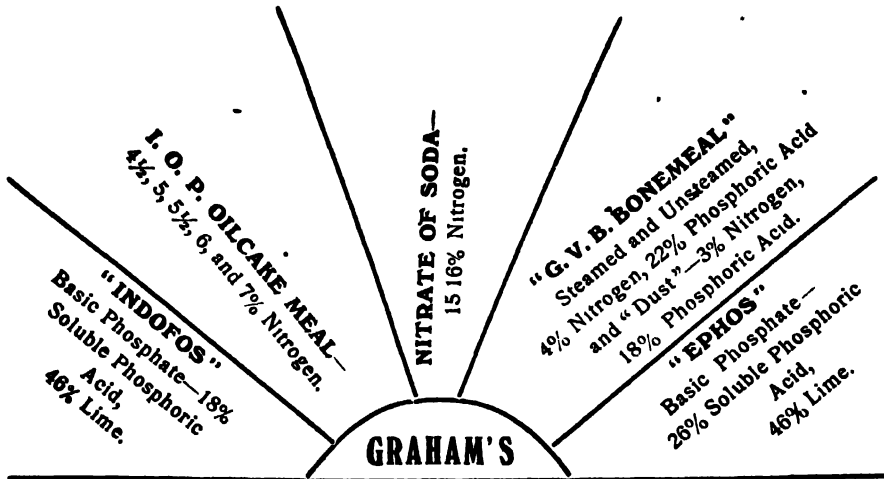 "INDOFOS"
Basic Phosphate—18%
Soluble Phosphoric
Acid,
46% Lime.
I. O. P. OILCAKE MEAL—
4½, 5, 5½, 6, and 7% Nitrogen.
NITRATE OF SODA—
15 16% Nitrogen.
"G. V. B. BONEMEAL"
Steamed and Unsteamed,
4% Nitrogen, 22% Phosphoric Acid
and "Dust"—3% Nitrogen,
18% Phosphoric Acid.
"EPHOS"
Basic Phosphate—
26% Soluble Phosphoric
Acid,
46% Lime.
GRAHAM'S